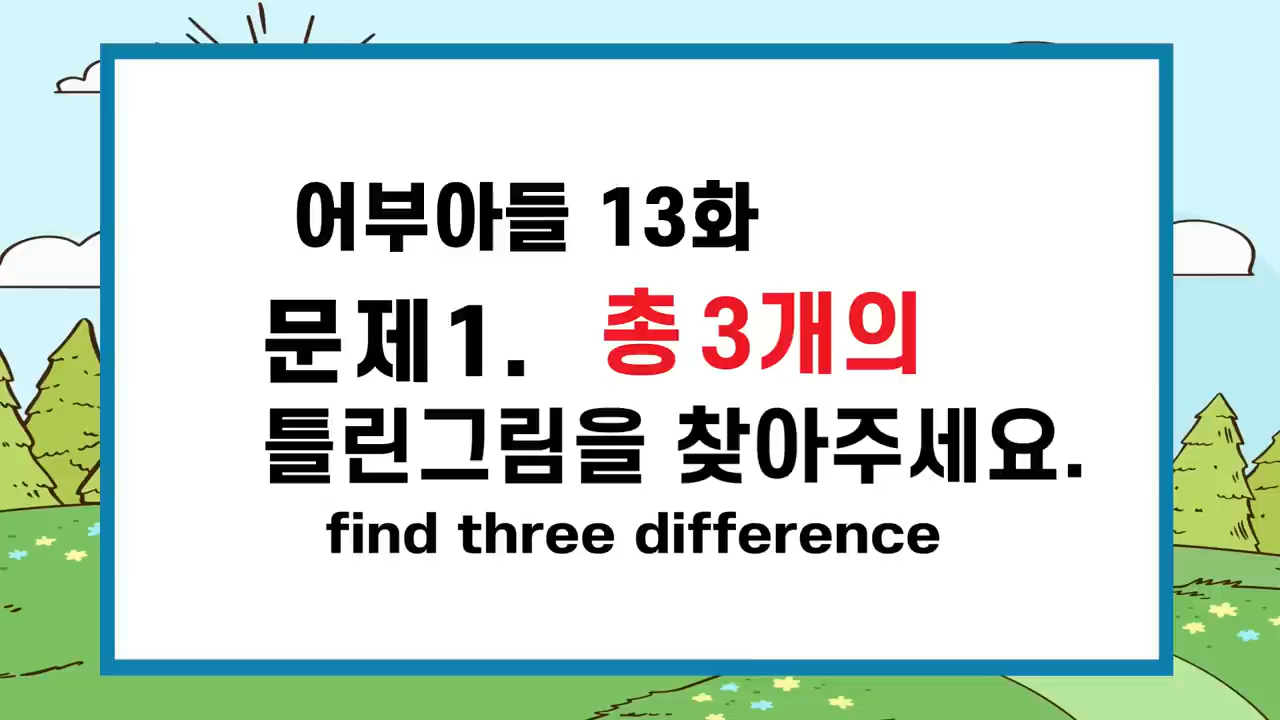 어부아들 13화
문제1. 총 3개의
틀린그림을 찾아주세요.
find three difference